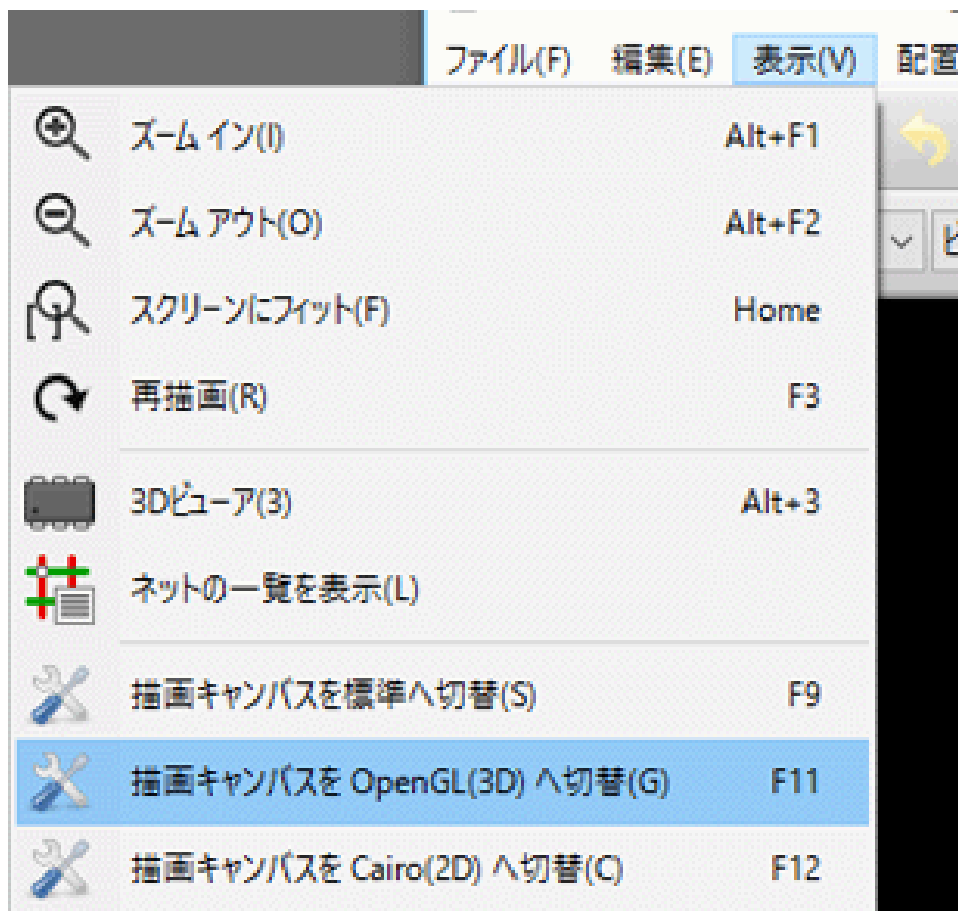 ファイル(F) 編集(E) 表示(V) 配置
ズーム イン(I) Alt+F1
ズーム アウト(O) Alt+F2
スクリーンにフィット(F) Home
再描画(R) F3
3Dビューア(3) Alt+3
ネットの一覧を表示(L)
描画キャンバスを標準へ切替(S) F9
描画キャンバスを OpenGL(3D) へ切替(G) F11
描画キャンバスを Cairo(2D) へ切替(C) F12